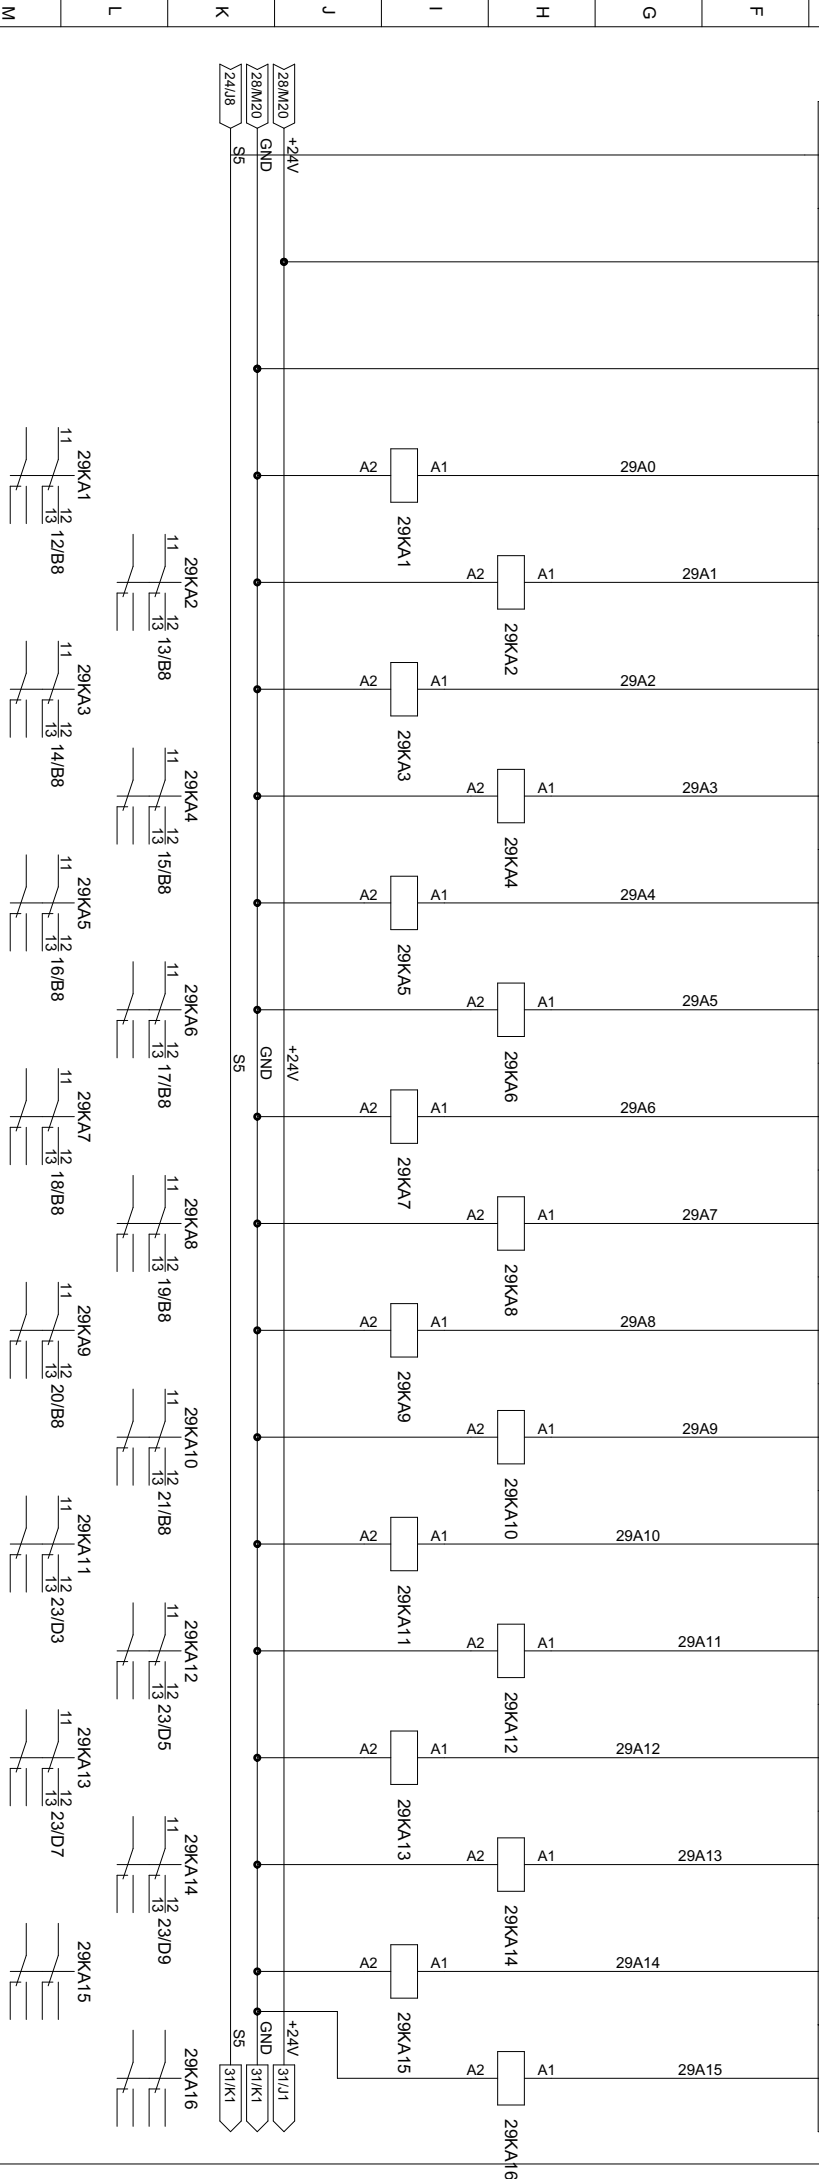 M
L
K
J
I
H
G
F
24/J8
28/M20
28/M20
S5
GND
+24V
A2
A1
29A0
29KA1
A2
A1
29A1
29KA2
A2
A1
29A2
29KA3
A2
A1
29A3
29KA4
A2
A1
29A4
29KA5
A2
A1
29A5
29KA6
S5
GND
+24V
A2
A1
29A6
29KA7
A2
A1
29A7
29KA8
A2
A1
29A8
29KA9
A2
A1
29A9
29KA10
A2
A1
29A10
29KA11
A2
A1
29A11
29KA12
A2
A1
29A12
29KA13
A2
A1
29A13
29KA14
A2
A1
29A14
29KA15
A2
A1
29A15
29KA16
S5
GND
+24V
31/K1
31/K1
31/J1
29KA1
11
12
13
12/B8
29KA2
11
12
13
13/B8
29KA3
11
12
13
14/B8
29KA4
11
12
13
15/B8
29KA5
11
12
13
16/B8
29KA6
11
12
13
17/B8
29KA7
11
12
13
18/B8
29KA8
11
12
13
19/B8
29KA9
11
12
13
20/B8
29KA10
11
12
13
21/B8
29KA11
11
12
13
23/D3
29KA12
11
12
13
23/D5
29KA13
11
12
13
23/D7
29KA14
11
12
13
23/D9
29KA15
29KA16